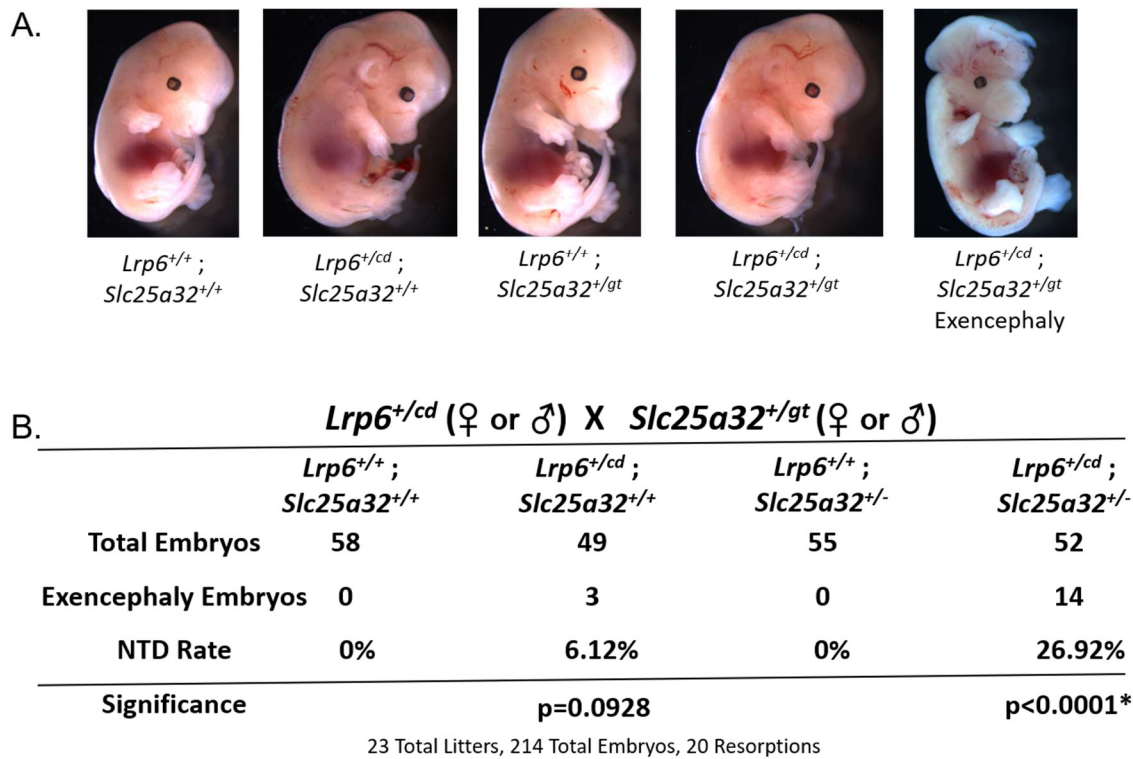 A.
Lrp6+/+ ; Lrp6+/cd ; Lrp6+/+ ; Lrp6+/cd ; Lrp6+/cd ;
Slc25a32+/+ Slc25a32+/+ Slc25a32+/gt Slc25a32+/gt Slc25a32+/gt
Exencephaly
B.
Lrp6+/cd (♀ or ♂) X Slc25a32+/gt (♀ or ♂)
Lrp6+/+ ; Lrp6+/cd ; Lrp6+/+ ; Lrp6+/cd ;
Slc25a32+/+ Slc25a32+/+ Slc25a32+/- Slc25a32+/-
Total Embryos 58 49 55 52
Exencephaly Embryos 0 3 0 14
NTD Rate 0% 6.12% 0% 26.92%
Significance p=0.0928 p<0.0001*
23 Total Litters, 214 Total Embryos, 20 Resorptions